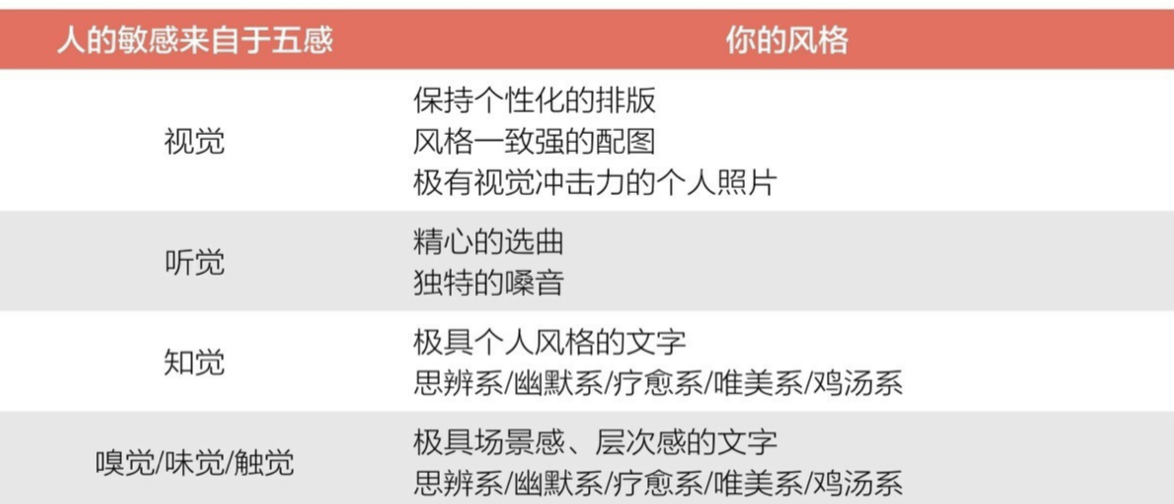 人的敏感来自于五感 你的风格
视觉
保持个性化的排版
风格一致强的配图
极有视觉冲击力的个人照片
听觉
精心的选曲
独特的嗓音
知觉
极具个人风格的文字
思辨系/幽默系/疗愈系/唯美系/鸡汤系
嗅觉/味觉/触觉
极具场景感、层次感的文字
思辨系/幽默系/疗愈系/唯美系/鸡汤系